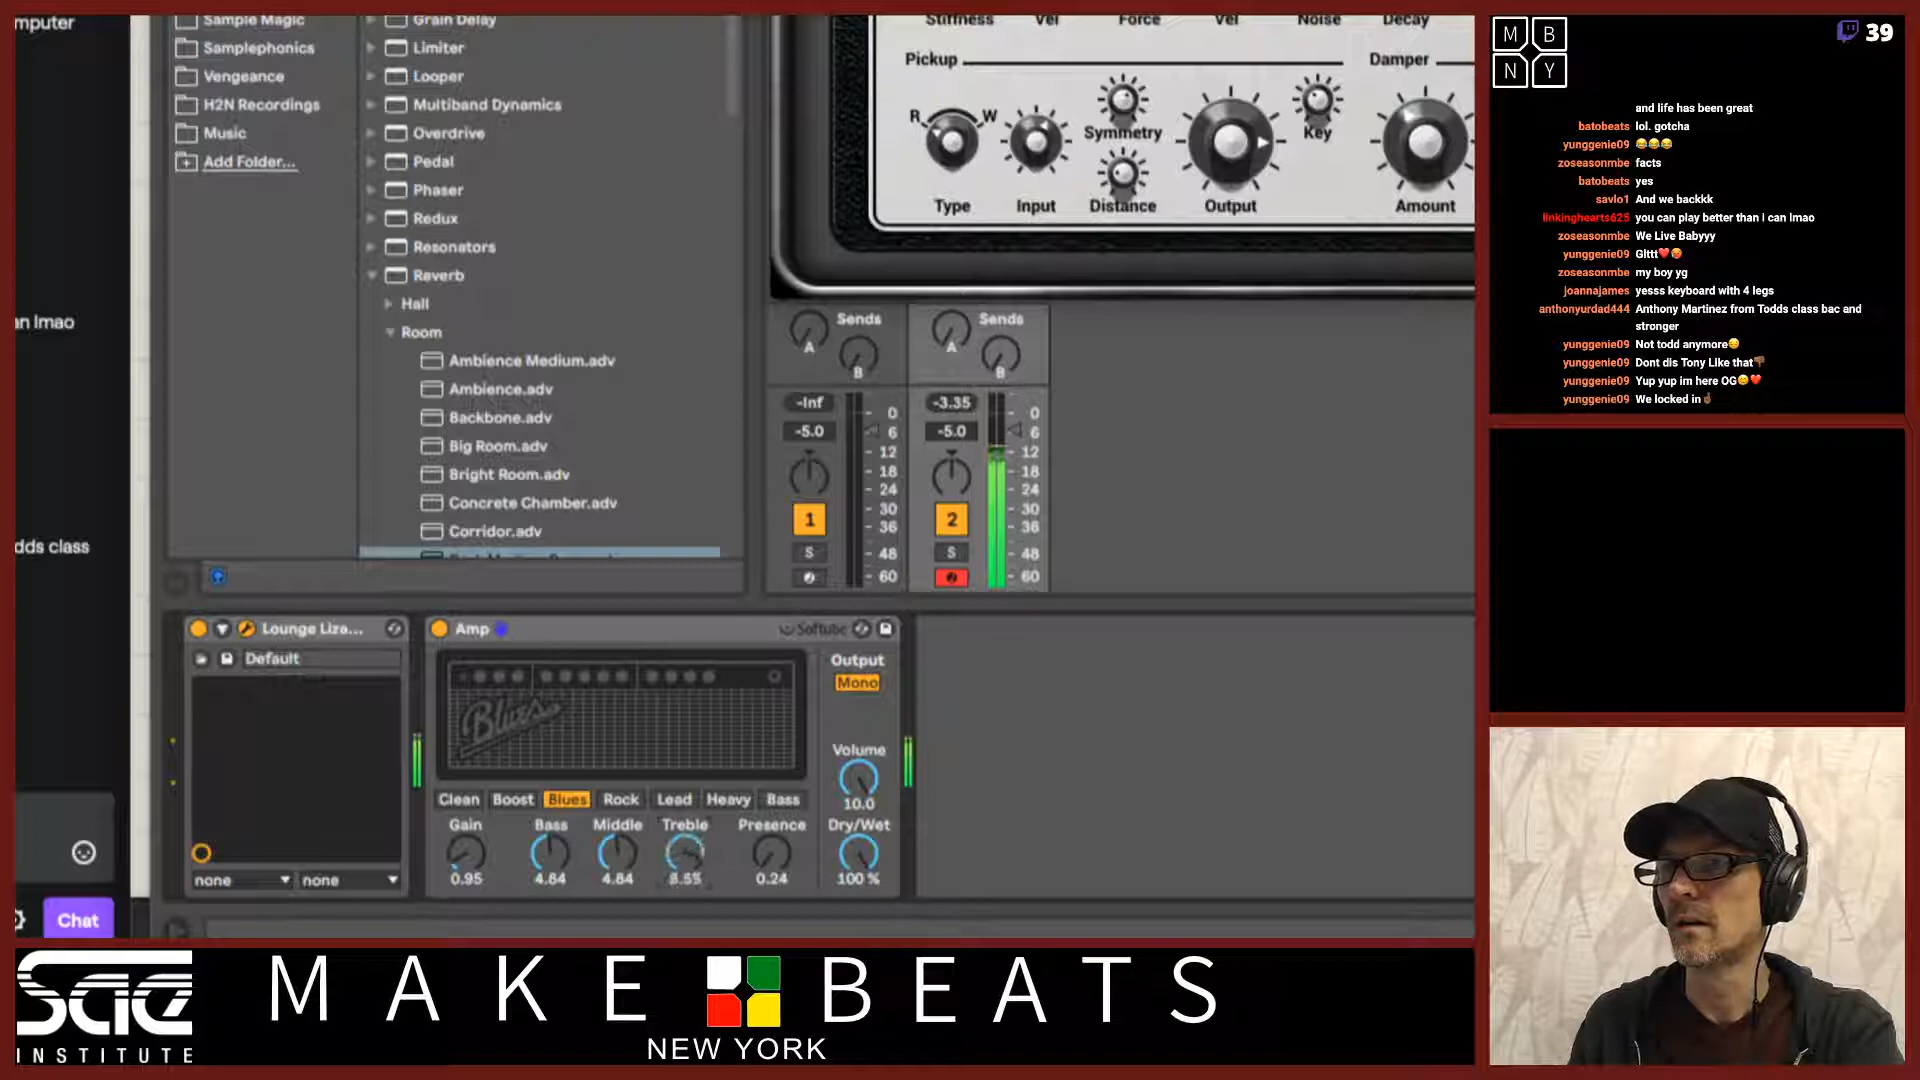 mputer
an lmao
dds class
Chat
Sample Magic
Samplephonics
Vengeance
H2N Recordings
Music
Add Folder...
Grain Delay
Limiter
Looper
Multiband Dynamics
Overdrive
Pedal
Phaser
Redux
Resonators
Reverb
Hall
Room
Ambience Medium.adv
Ambience.adv
Backbone.adv
Big Room.adv
Bright Room.adv
Concrete Chamber.adv
Corridor.adv
Stiffness Vel Force Vel Noise Decay
Pickup Damper
R W
Symmetry Key
Type Input Distance Output Amount
Sends Sends
A A
B B
-Inf -3.35
0 0
-5.0 -5.0
6 6
12 12
18 18
24 24
30 30
1 2
36 36
S S
48 48
60 60
Lounge Liza...
Default
none none
Amp Softube
Output
Mono
Blues
Volume
10.0
Clean Boost Blues Rock Lead Heavy Bass
Gain Bass Middle Treble Presence Dry/Wet
0.95 4.84 4.84 8.55 0.24 100 %
M B
N Y
39
and life has been great
batobeats lol. gotcha
yunggenie09 😂😂😂
zoseasonmbe facts
batobeats yes
savlo1 And we backkk
linkinghearts625 you can play better than I can lmao
zoseasonmbe We Live Babyyy
yunggenie09 Glttt❤️
zoseasonmbe my boy yg
joannajames yesss keyboard with 4 legs
anthonyurdad444 Anthony Martinez from Todds class bac and
stronger
yunggenie09 Not todd anymore
yunggenie09 Dont dis Tony Like that
yunggenie09 Yup yup im here OG❤️
yunggenie09 We locked in
sae
INSTITUTE
MAKE BEATS
NEW YORK